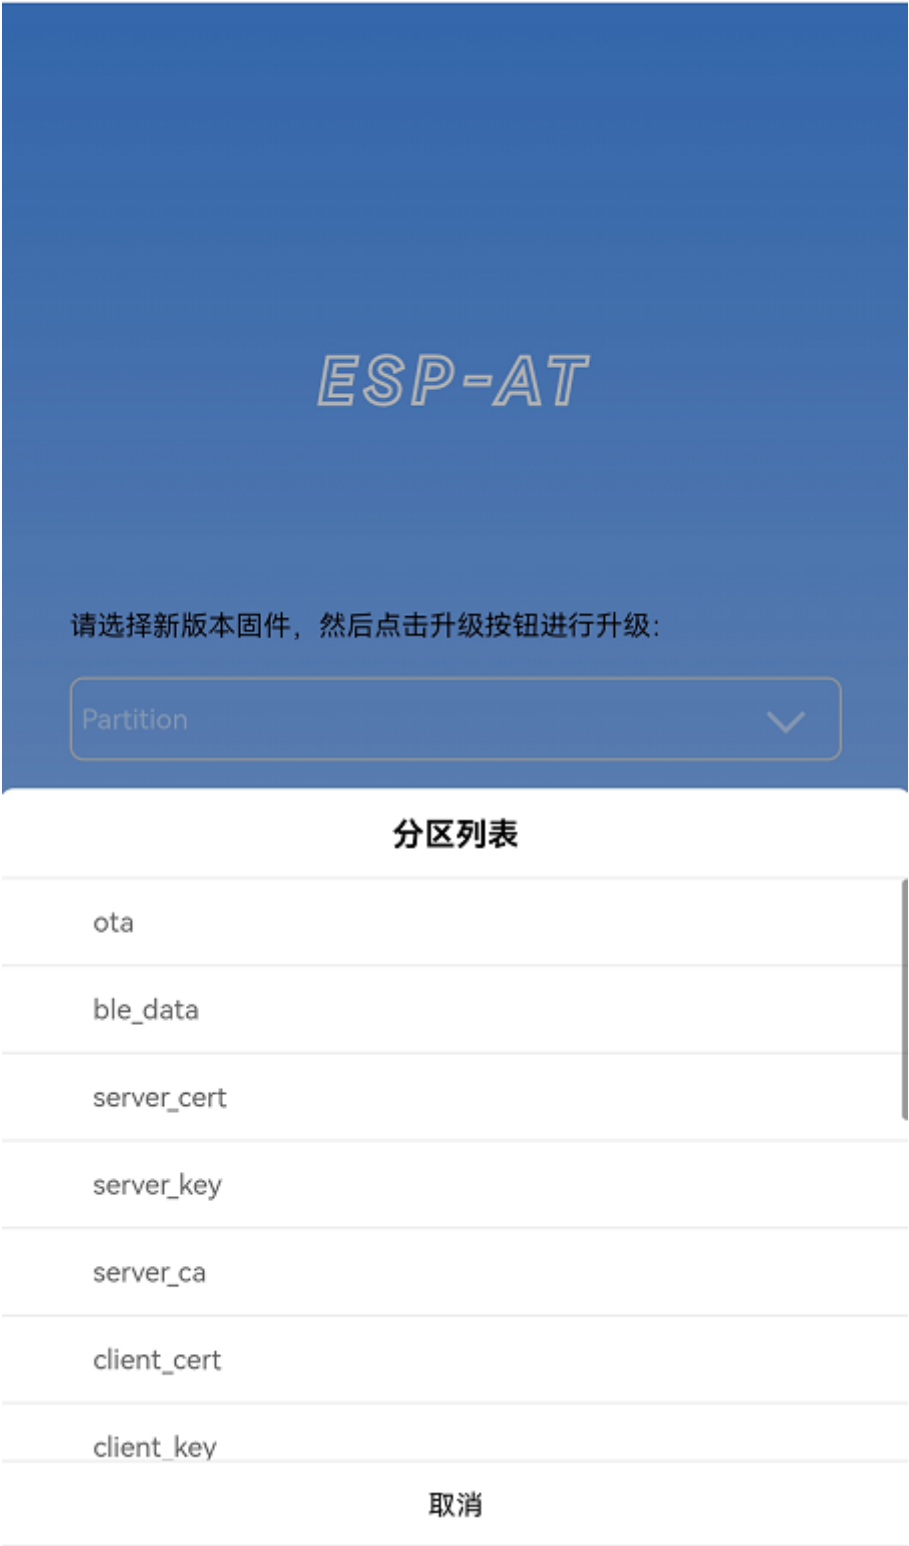 ESP-AT
请选择新版本固件，然后点击升级按钮进行升级：
Partition
分区列表
ota
ble_data
server_cert
server_key
server_ca
client_cert
client_key
取消